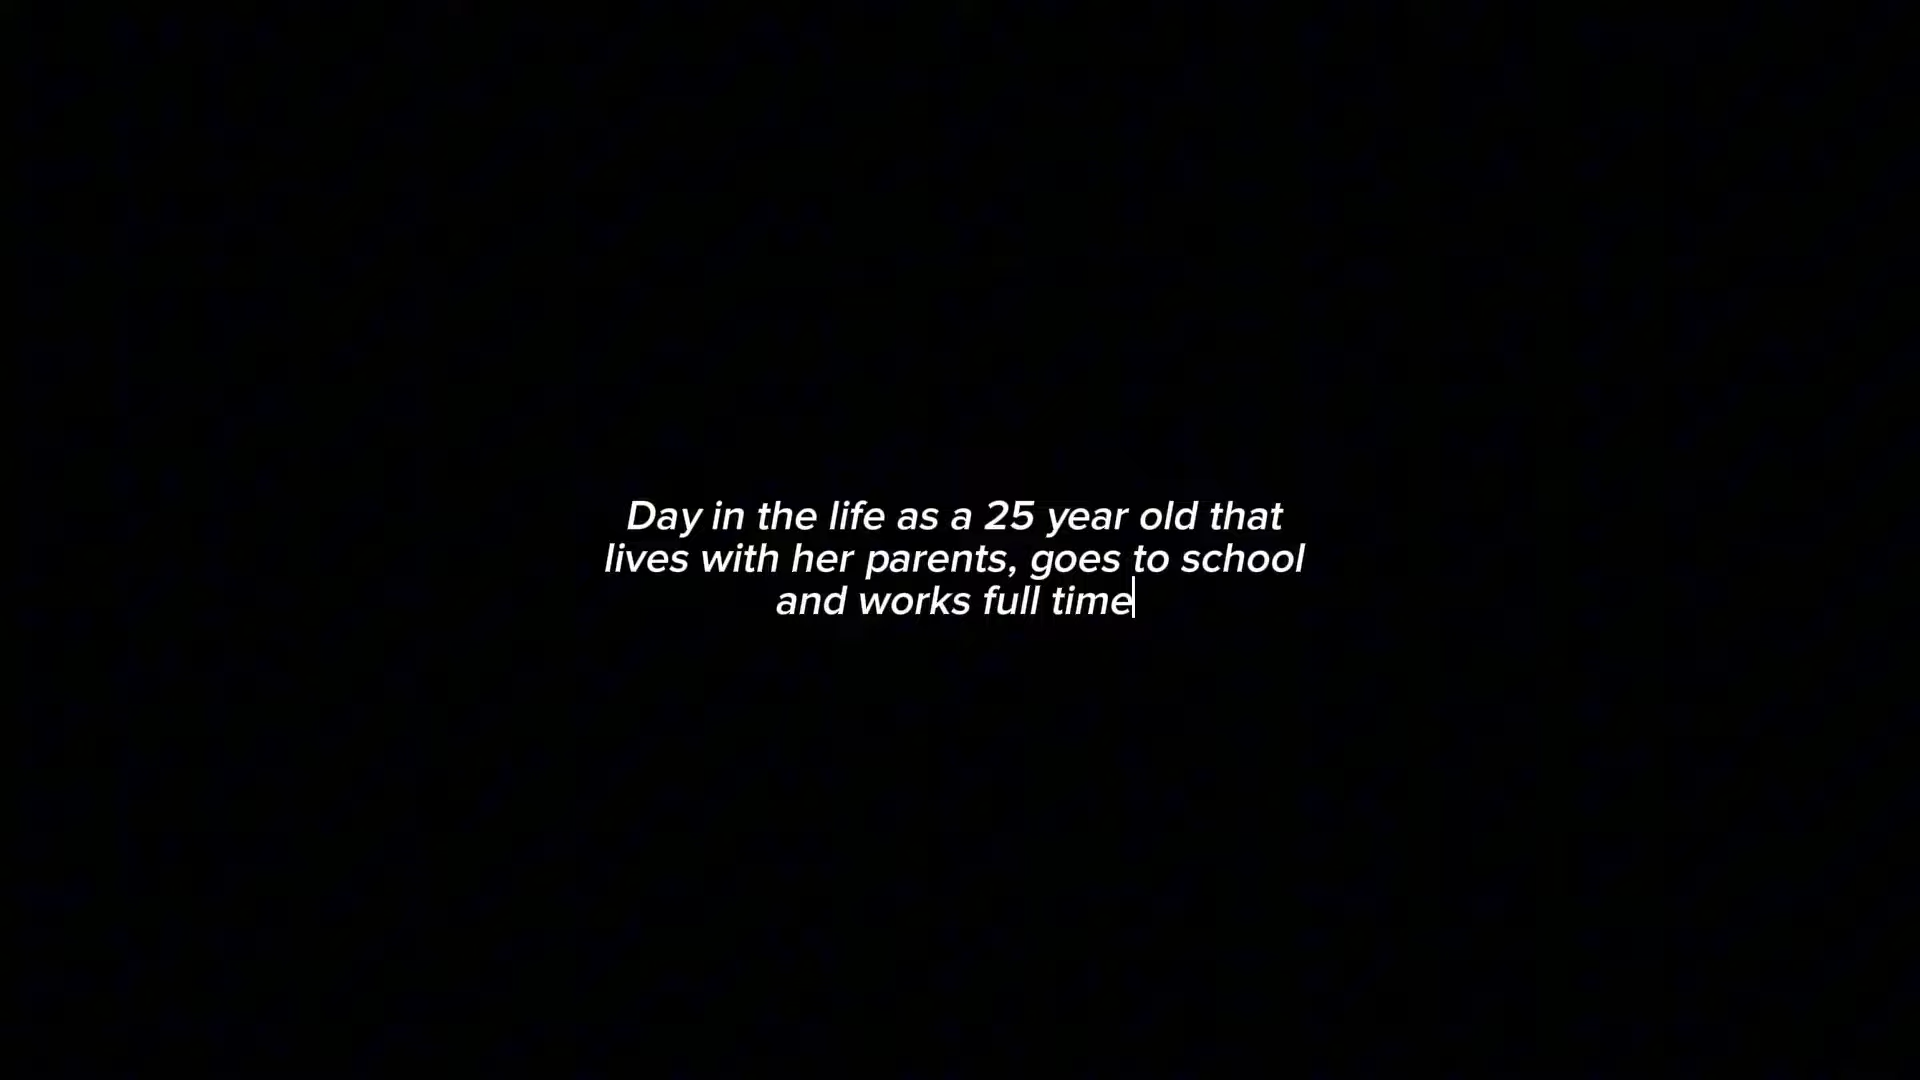 Day in the life as a 25 year old that
lives with her parents, goes to school
and works full time